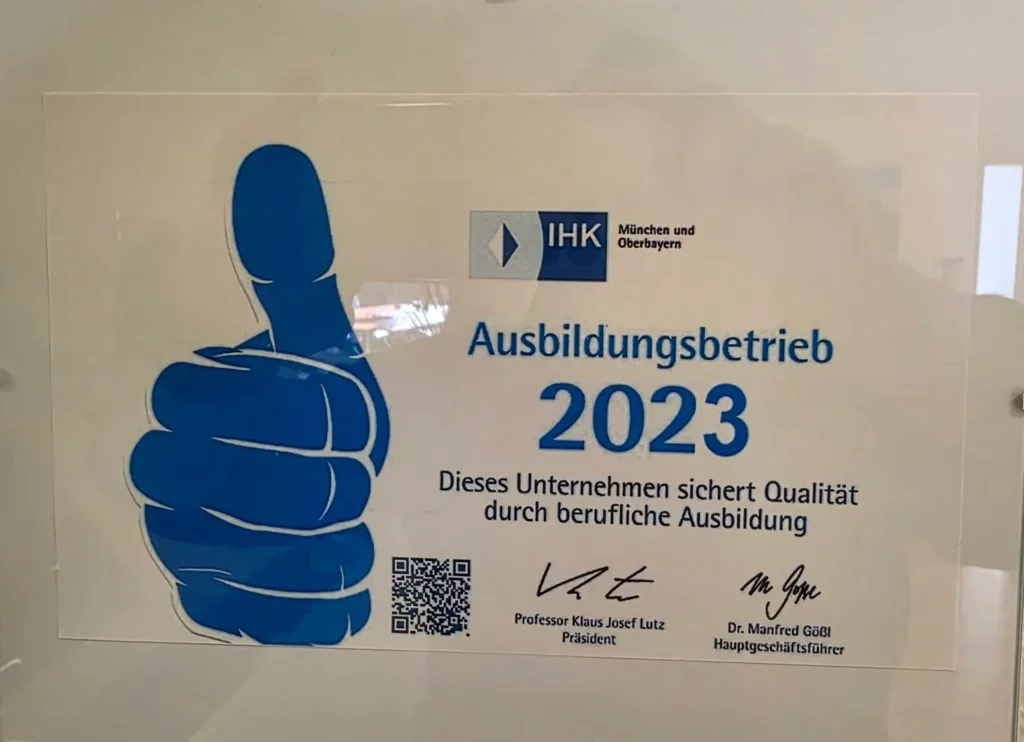 IHK
München und
Oberbayern
Ausbildungsbetrieb
2023
Dieses Unternehmen sichert Qualität
durch berufliche Ausbildung
Professor Klaus Josef Lutz
Präsident
Dr. Manfred Gößl
Hauptgeschäftsführer